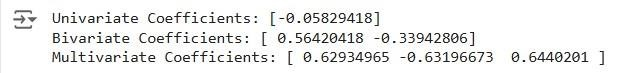 Univariate Coefficients: [-0.05829418]
Bivariate Coefficients: [ 0.56420418 -0.33942806]
Multivariate Coefficients: [ 0.62934965 -0.63196673  0.6440201 ]